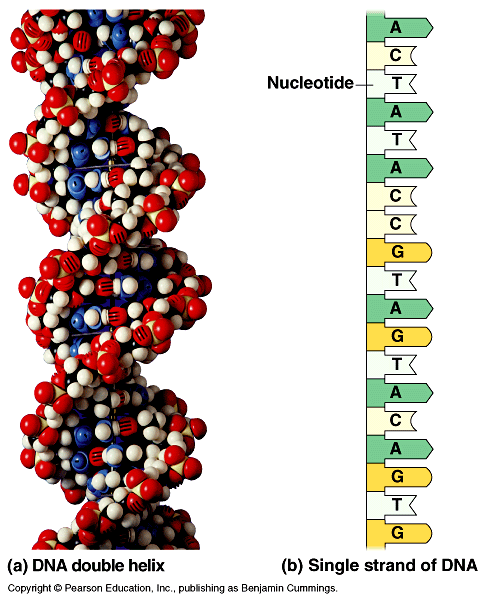 A
C
Nucleotide T
A
T
A
C
C
G
T
A
G
T
A
C
A
G
T
G
(a) DNA double helix
(b) Single strand of DNA
Copyright © Pearson Education, Inc., publishing as Benjamin Cummings.